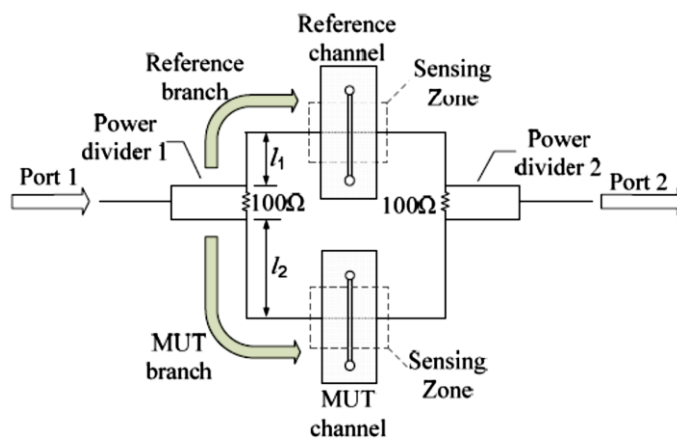 Reference
channel
Reference
branch
Sensing
Zone
Power
divider 1
Power
divider 2
Port 1
l1
100Ω
100Ω
Port 2
l2
MUT
branch
Sensing
Zone
MUT
channel